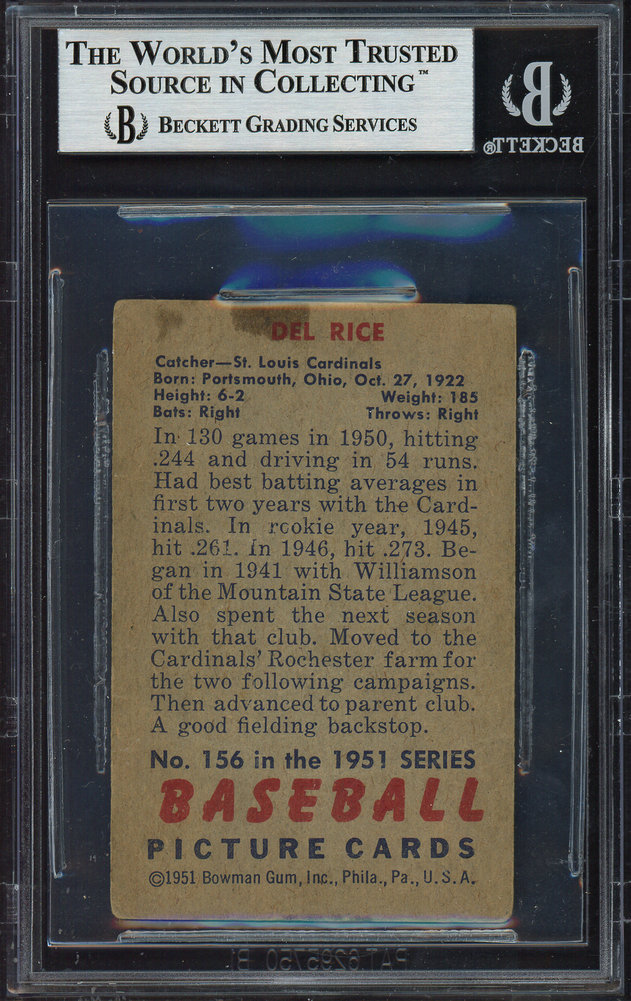 THE WORLD'S MOST TRUSTED
SOURCE IN COLLECTING™
B BECKETT GRADING SERVICES
B
BECKETT®
DEL RICE
Catcher—St. Louis Cardinals
Born: Portsmouth, Ohio, Oct. 27, 1922
Height: 6-2 Weight: 185
Bats: Right Throws: Right
In 130 games in 1950, hitting
.244 and driving in 54 runs.
Had best batting averages in
first two years with the Card-
inals. In rookie year, 1945,
hit .261. In 1946, hit .273. Be-
gan in 1941 with Williamson
of the Mountain State League.
Also spent the next season
with that club. Moved to the
Cardinals' Rochester farm for
the two following campaigns.
Then advanced to parent club.
A good fielding backstop.
No. 156 in the 1951 SERIES
BASEBALL
PICTURE CARDS
©1951 Bowman Gum, Inc., Phila., Pa., U.S.A.